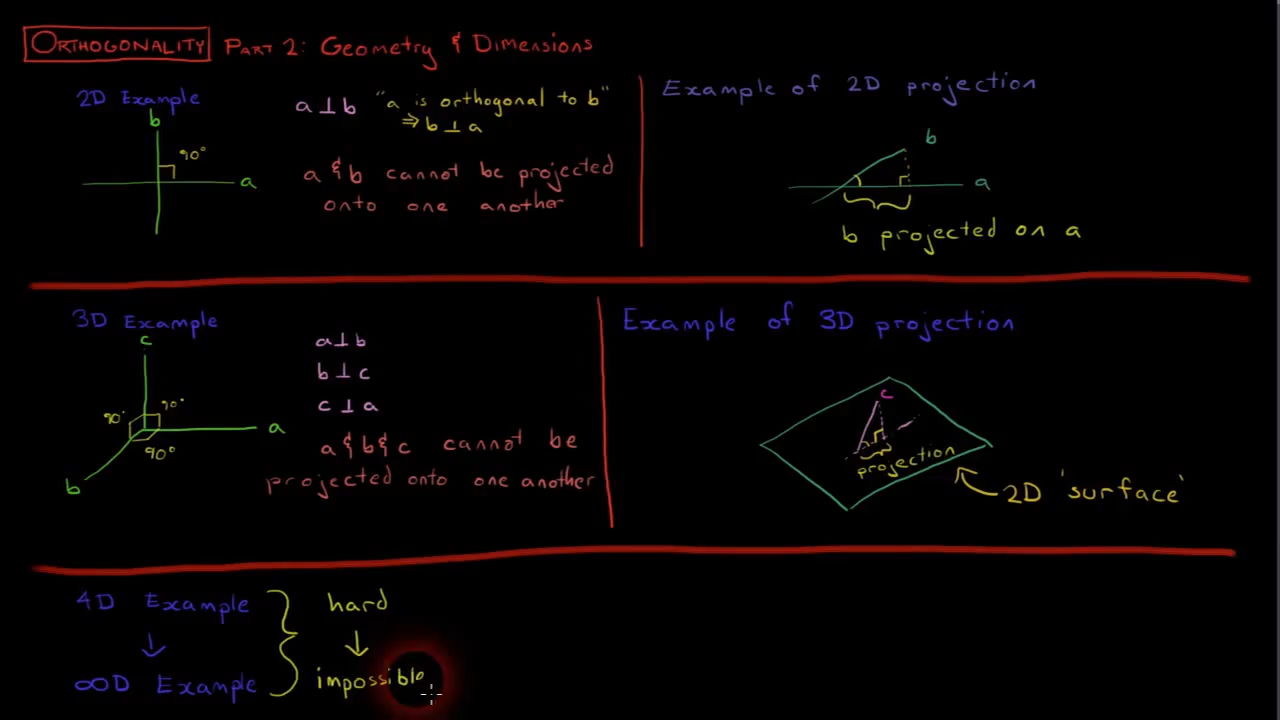 ORTHOGONALITY PART 2: Geometry & Dimensions
2D Example
b
90°
a
a ⊥ b "a is orthogonal to b"
⇒ b ⊥ a
a & b cannot be projected
onto one another
Example of 2D projection
b
a
b projected on a
3D Example
c
90°
90°
90°
a
b
a ⊥ b
b ⊥ c
c ⊥ a
a & b & c cannot be
projected onto one another
Example of 3D projection
c
projection
2D 'surface'
4D Example
↓
∞D Example
hard
↓
impossible